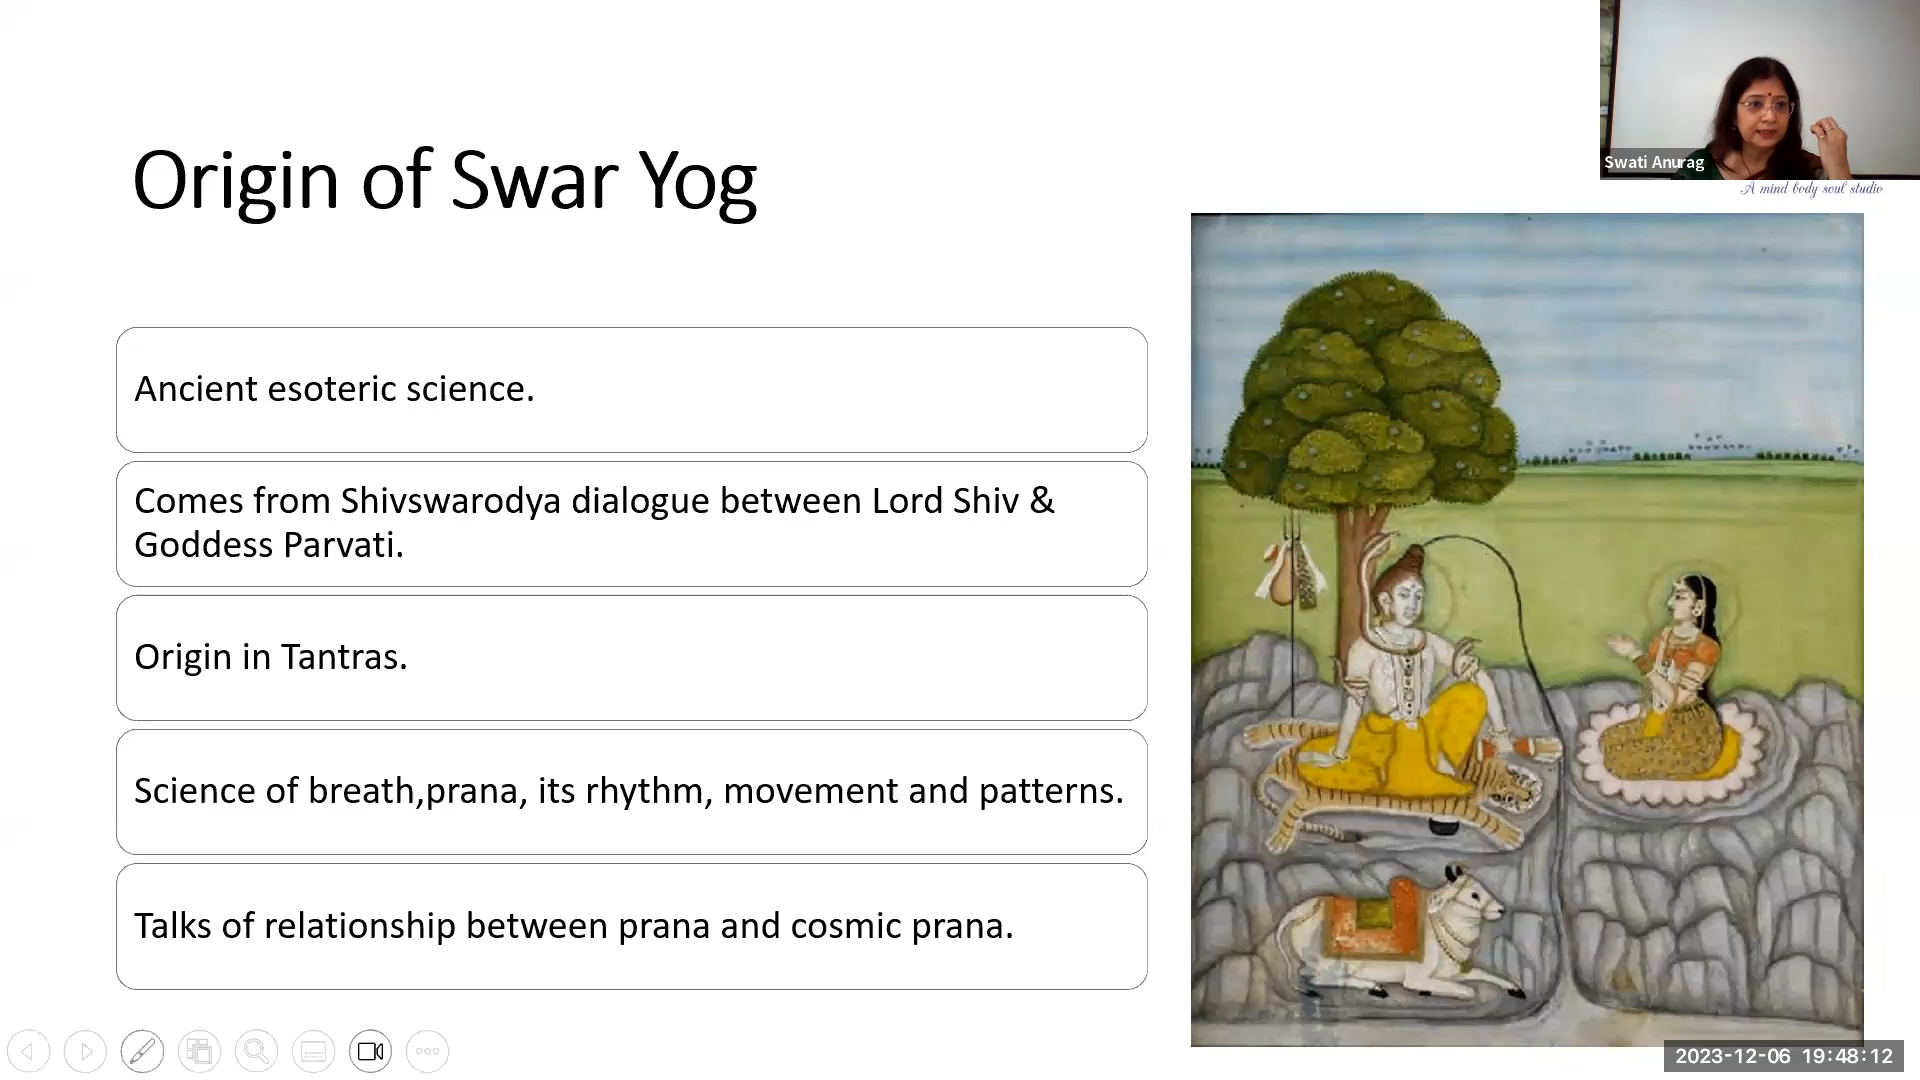 Swati Anurag
A mind body soul studio
Origin of Swar Yog
Ancient esoteric science.
Comes from Shivswarodya dialogue between Lord Shiv &
Goddess Parvati.
Origin in Tantras.
Science of breath,prana, its rhythm, movement and patterns.
Talks of relationship between prana and cosmic prana.
2023-12-06 19:48:12